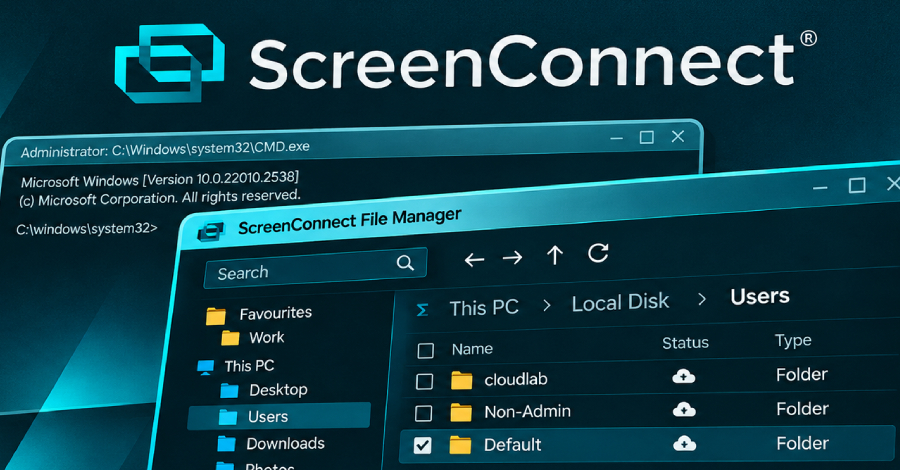 ScreenConnect®
Administrator: C:\Windows\system32\CMD.exe
Microsoft Windows [Version 10.0.22010.2538]
(c) Microsoft Corporation. All rights reserved.
C:\windows\system32>
ScreenConnect File Manager
Search
Favourites
Work
This PC
Desktop
Users
Downloads
Photos
This PC > Local Disk > Users
Name Status Type
cloudlab Folder
Non-Admin Folder
Default Folder